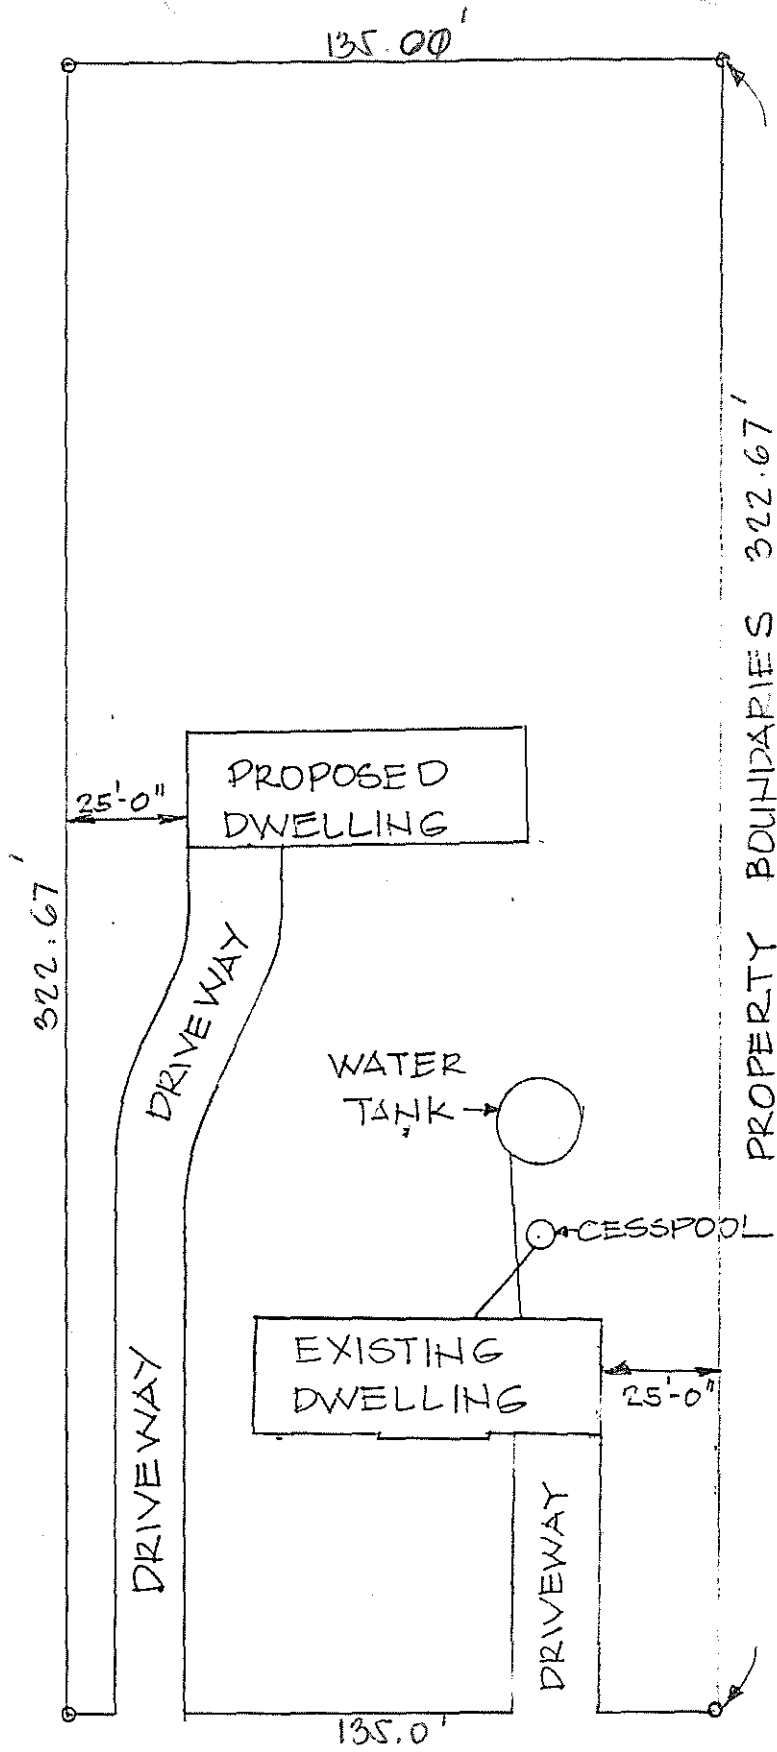 135.00'
PROPERTY BOUNDARIES 322.67'
PROPOSED
DWELLING
25'-0"
322.67'
DRIVEWAY
WATER
TANK
CESSPOOL
EXISTING
DWELLING
25'-0"
DRIVEWAY
DRIVEWAY
135.0'